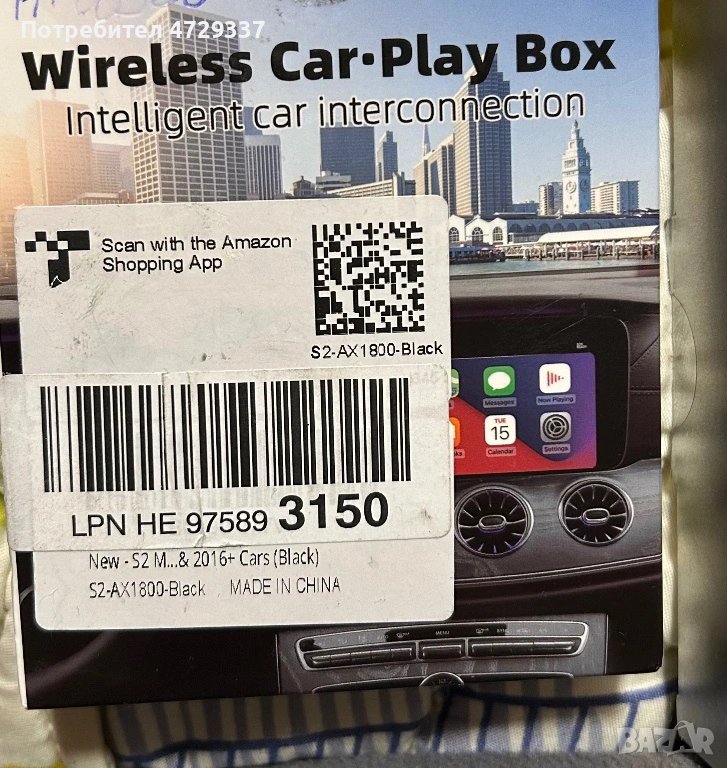 Потребител 4729337
Wireless Car·Play Box
Intelligent car interconnection
Scan with the Amazon
Shopping App
S2-AX1800-Black
Messages
Now Playing
TUE
15
Calendar
Settings
LPN HE 97589 3150
New - S2 M...& 2016+ Cars (Black)
S2-AX1800-Black MADE IN CHINA
MENU
BAZAR